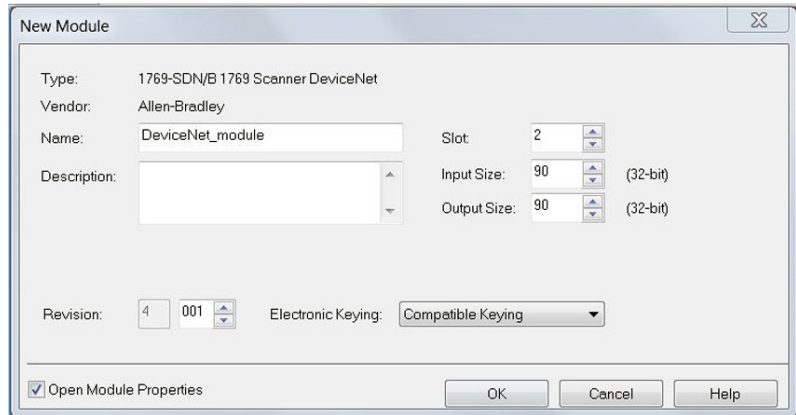 New Module
Type: 1769-SDN/B 1769 Scanner DeviceNet
Vendor: Allen-Bradley
Name: DeviceNet_module Slot: 2
Description: Input Size: 90 (32-bit)
Output Size: 90 (32-bit)
Revision: 4 001 Electronic Keying: Compatible Keying
Open Module Properties OK Cancel Help